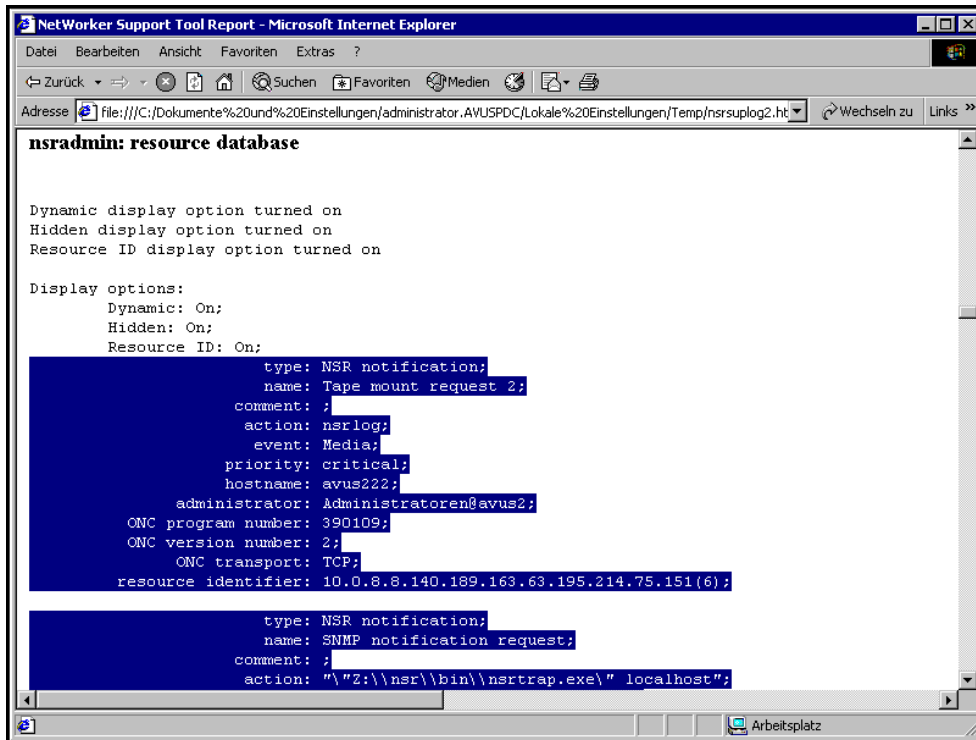 NetWorker Support Tool Report - Microsoft Internet Explorer
Datei Bearbeiten Ansicht Favoriten Extras ?
Zurück Suchen Favoriten Medien
Adresse file:///C:/Dokumente%20und%20Einstellungen/administrator.AVUSPDC/Lokale%20Einstellungen/Temp/nsrsuplog2.ht Wechseln zu Links »
nsradmin: resource database
Dynamic display option turned on
Hidden display option turned on
Resource ID display option turned on
Display options:
Dynamic: On;
Hidden: On;
Resource ID: On;
type: NSR notification;
name: Tape mount request 2;
comment: ;
action: nsrlog;
event: Media;
priority: critical;
hostname: avus222;
administrator: Administratoren@avus2;
ONC program number: 390109;
ONC version number: 2;
ONC transport: TCP;
resource identifier: 10.0.8.8.140.189.163.63.195.214.75.151(6);
type: NSR notification;
name: SNMP notification request;
comment: ;
action: "\"Z:\\nsr\\bin\\nsrtrap.exe\" localhost";
Arbeitsplatz